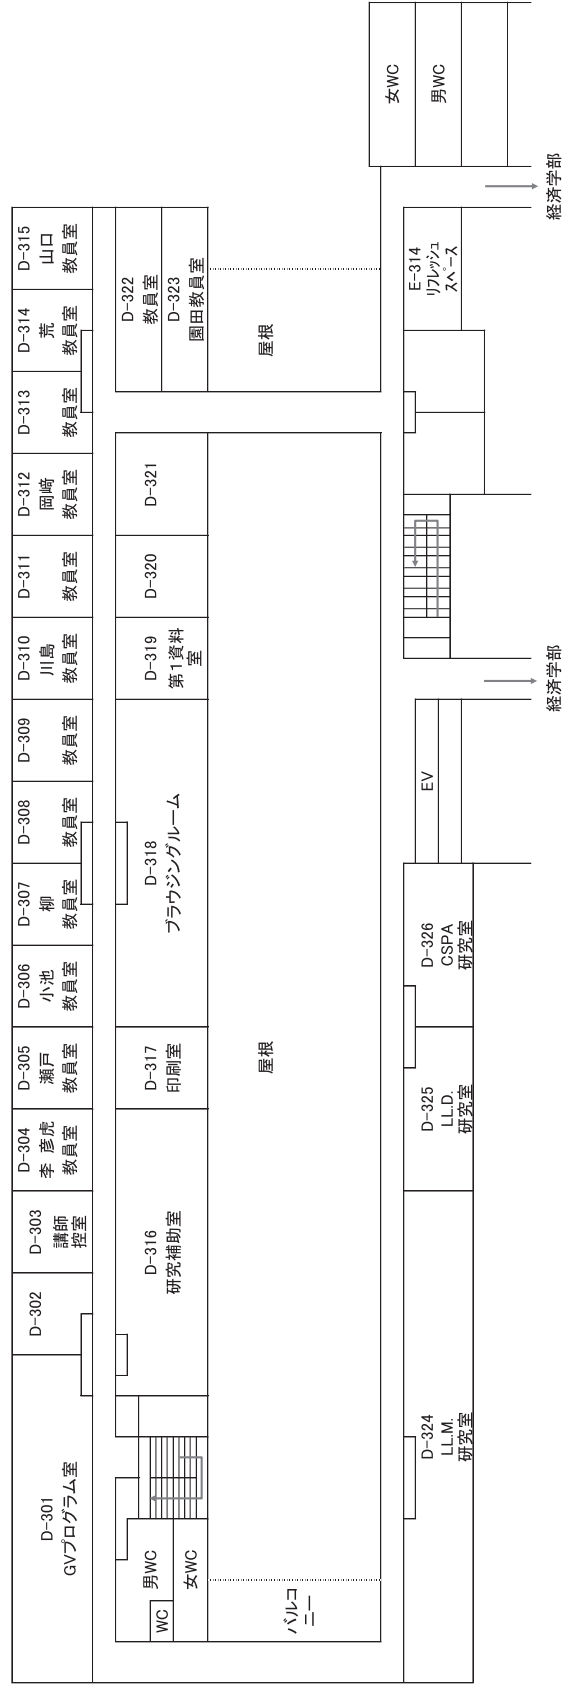 D-301
GVプログラム室
D-302
D-303
講師
控室
D-304
李 彦虎
教員室
D-305
瀬戸
教員室
D-306
小池
教員室
D-307
柳
教員室
D-308
教員室
D-309
教員室
D-310
川島
教員室
D-311
教員室
D-312
岡﨑
教員室
D-313
教員室
D-314
荒
教員室
D-315
山口
教員室
男WC
WC
女WC
D-316
研究補助室
D-317
印刷室
D-318
ブラウジングルーム
D-319
第1資料
室
D-320
D-321
D-322
教員室
D-323
園田教員室
バルコ
ニー
屋根
屋根
女WC
男WC
D-324
LL.M.
研究室
D-325
LL.D.
研究室
D-326
CSPA
研究室
EV
E-314
リフレッシュ
スペース
経済学部
経済学部